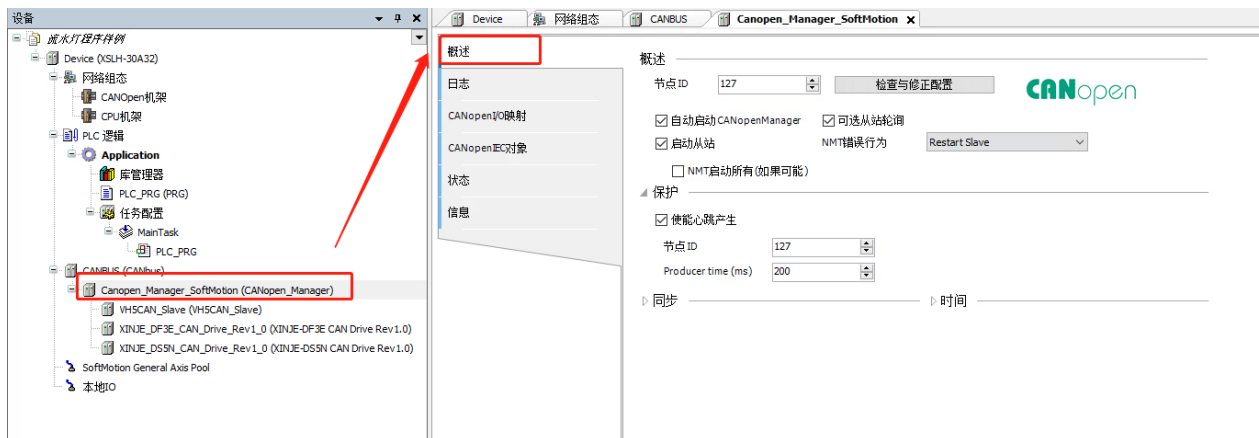 设备
流水灯程序样例
Device (XSLH-30A32)
网络组态
CANOpen机架
CPU机架
PLC 逻辑
Application
库管理器
PLC_PRG (PRG)
任务配置
MainTask
PLC_PRG
CANBUS (CANbus)
Canopen_Manager_SoftMotion (CANopen_Manager)
VH5CAN_Slave (VH5CAN_Slave)
XINJE_DF3E_CAN_Drive_Rev1_0 (XINJE-DF3E CAN Drive Rev1.0)
XINJE_DS5N_CAN_Drive_Rev1_0 (XINJE-DS5N CAN Drive Rev1.0)
SoftMotion General Axis Pool
本地IO
Device 网络组态 CANBUS Canopen_Manager_SoftMotion
概述
日志
CANopenI/O映射
CANopenIEC对象
状态
信息
概述
节点ID 127 检查与修正配置 CANopen
自动启动CANopenManager 可选从站轮询
启动从站 NMT错误行为 Restart Slave
NMT启动所有(如果可能)
保护
使能心跳产生
节点ID 127
Producer time (ms) 200
同步 时间